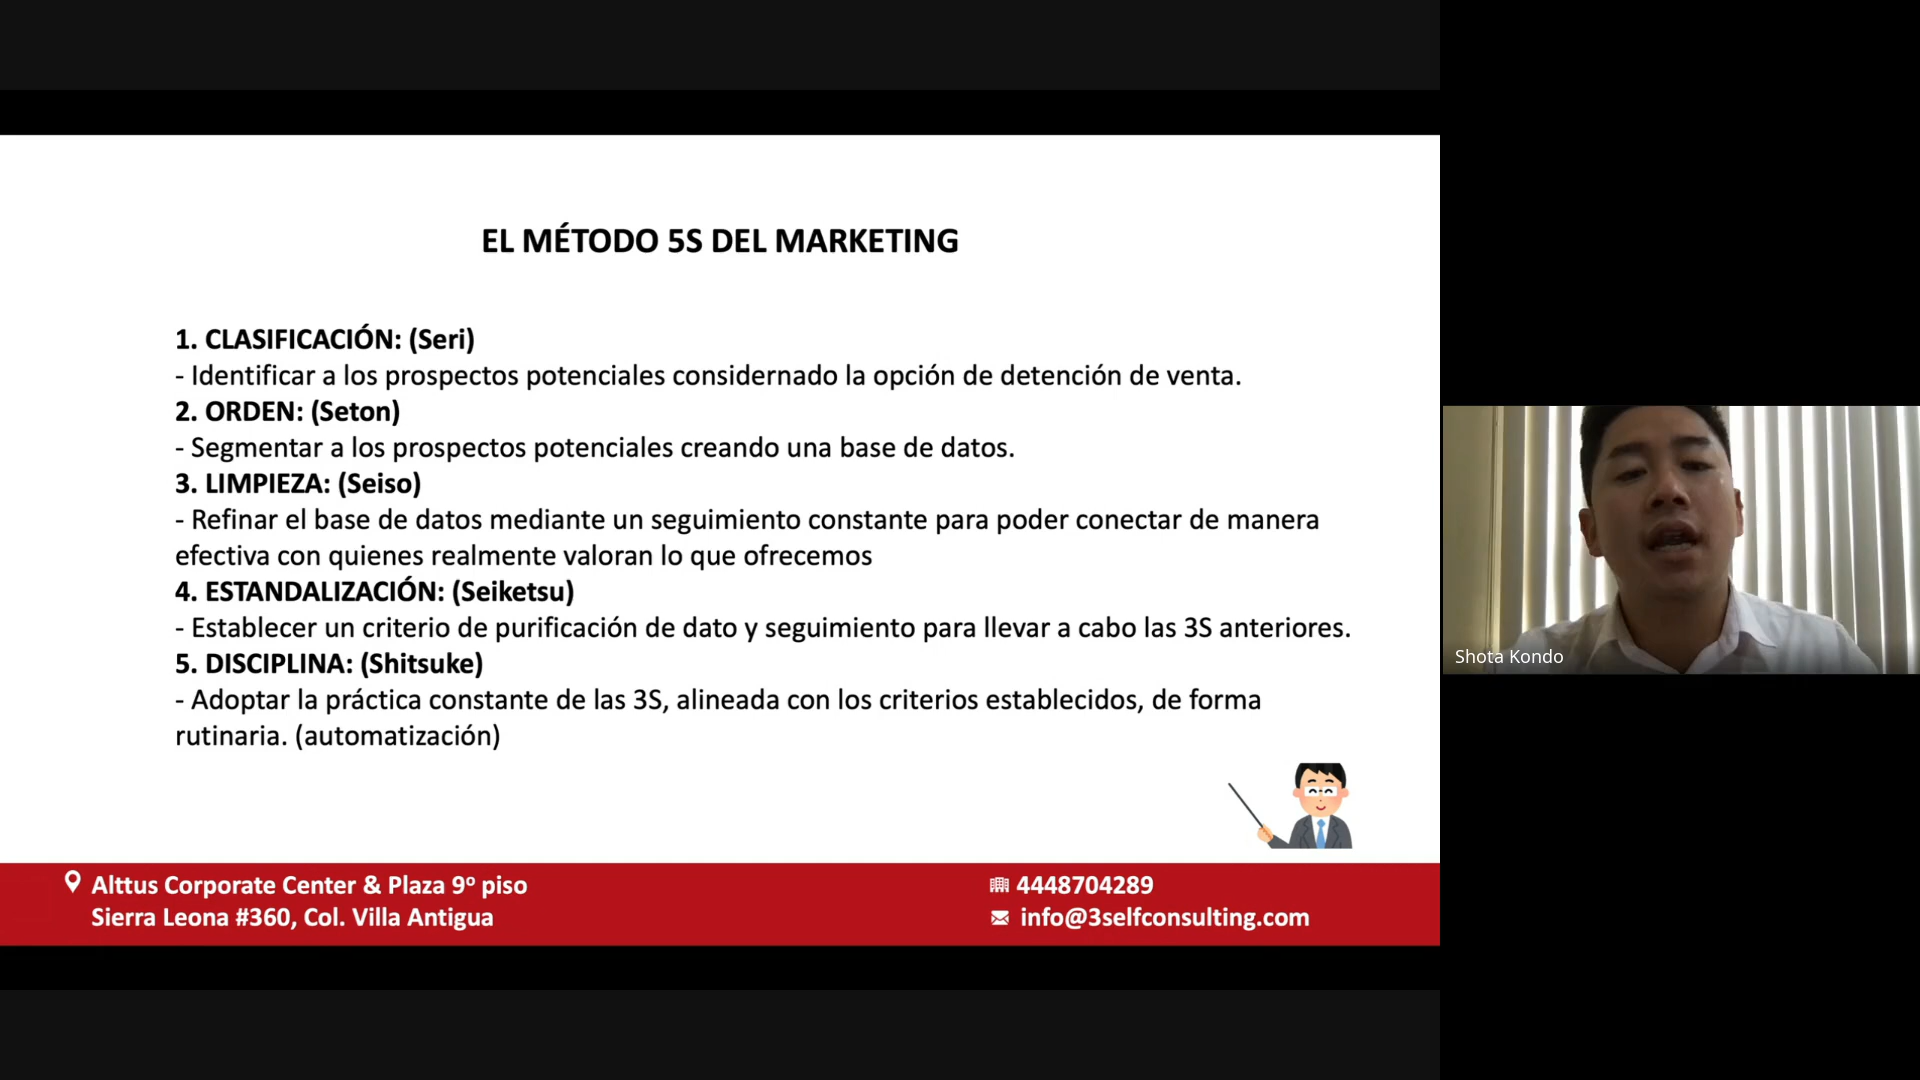 EL MÉTODO 5S DEL MARKETING
1. CLASIFICACIÓN: (Seri)
- Identificar a los prospectos potenciales considernado la opción de detención de venta.
2. ORDEN: (Seton)
- Segmentar a los prospectos potenciales creando una base de datos.
3. LIMPIEZA: (Seiso)
- Refinar el base de datos mediante un seguimiento constante para poder conectar de manera
efectiva con quienes realmente valoran lo que ofrecemos
4. ESTANDALIZACIÓN: (Seiketsu)
- Establecer un criterio de purificación de dato y seguimiento para llevar a cabo las 3S anteriores.
5. DISCIPLINA: (Shitsuke)
- Adoptar la práctica constante de las 3S, alineada con los criterios establecidos, de forma
rutinaria. (automatización)
Alttus Corporate Center & Plaza 9º piso
Sierra Leona #360, Col. Villa Antigua
4448704289
info@3selfconsulting.com
Shota Kondo